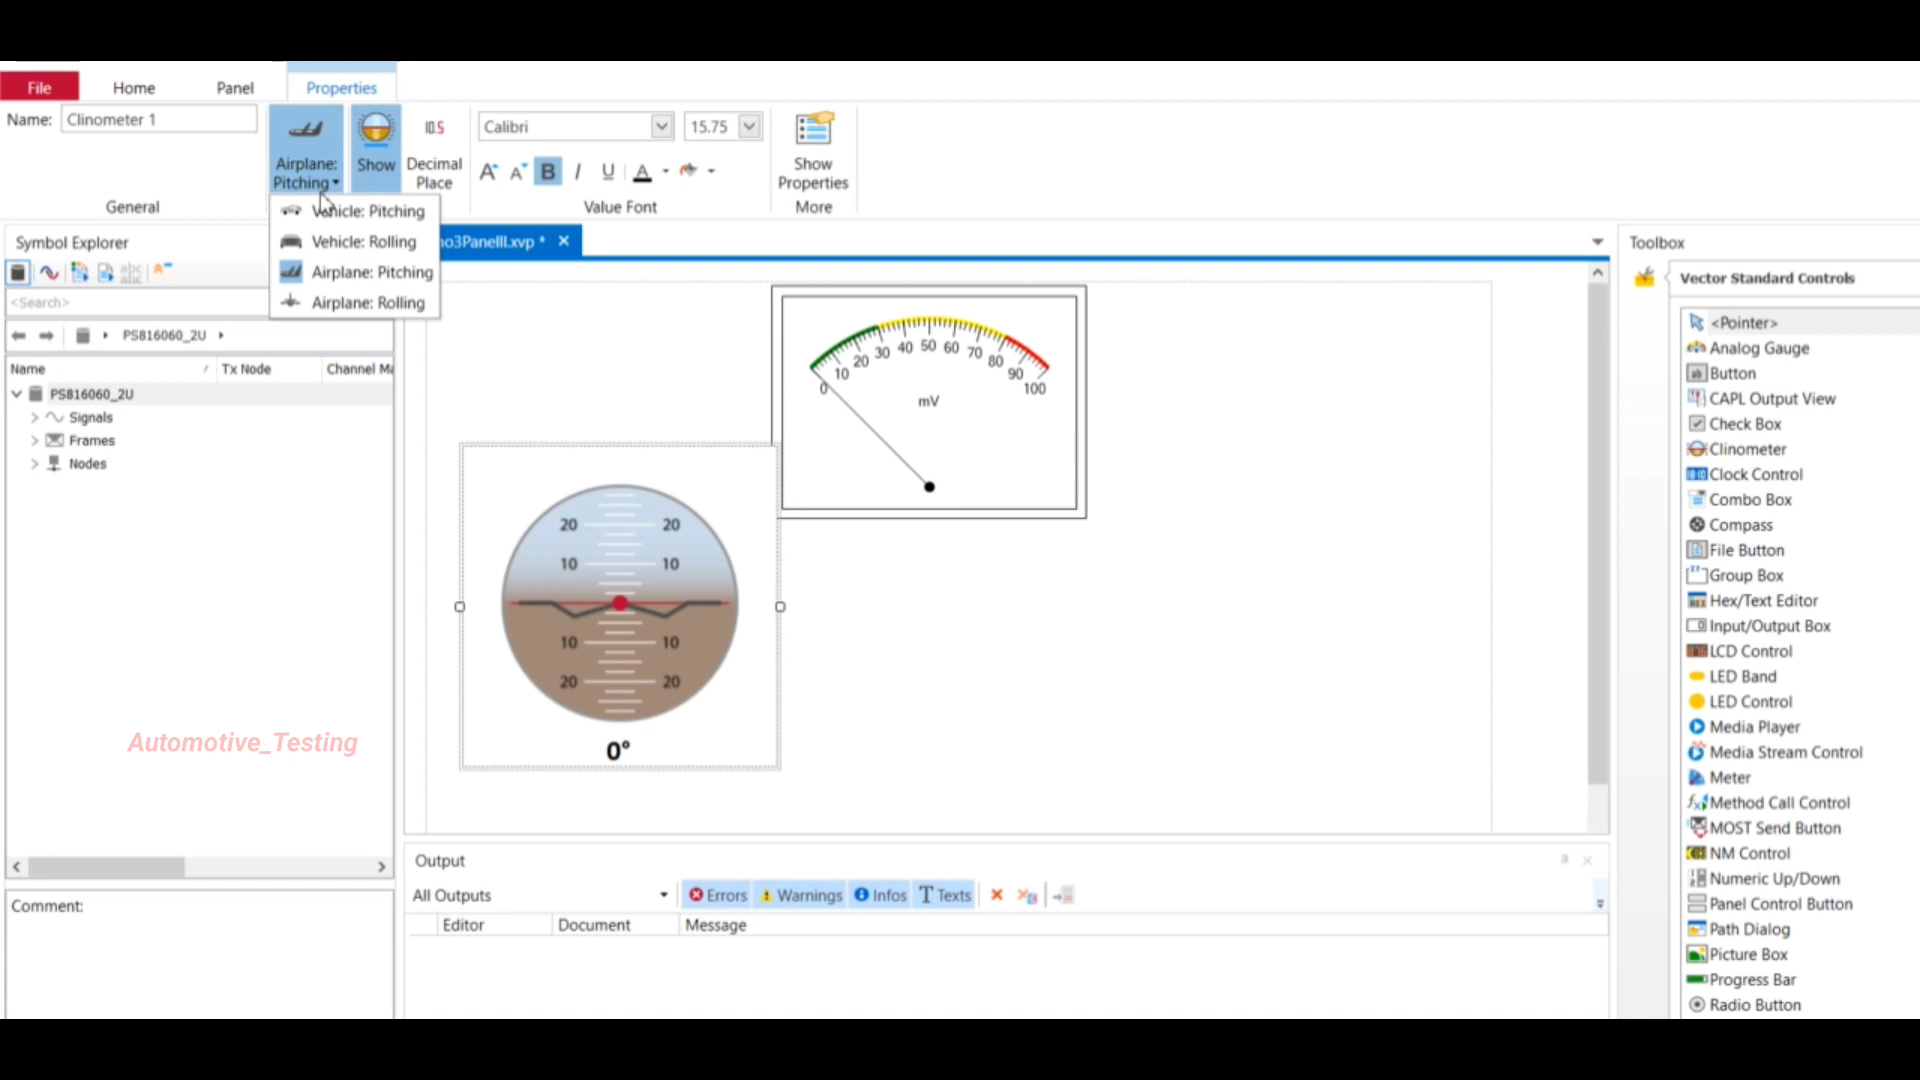 File
Home
Panel
Properties
Name: Clinometer 1
Airplane:
Pitching
Show
10.5
Decimal
Place
Calibri
15.75
A A B I U A
Show
Properties
General
Value Font
More
Vehicle: Pitching
Vehicle: Rolling
Airplane: Pitching
Airplane: Rolling
Symbol Explorer
abc
abc
<Search>
PS816060_2U
Name
Tx Node
Channel Ma
PS816060_2U
Signals
Frames
Nodes
Automotive_Testing
Comment:
no3PanelII.xvp *
0 10 20 30 40 50 60 70 80 90 100
mV
20 20
10 10
10 10
20 20
0°
Output
All Outputs
Errors
Warnings
Infos
Texts
Editor
Document
Message
Toolbox
Vector Standard Controls
<Pointer>
Analog Gauge
Button
CAPL Output View
Check Box
Clinometer
Clock Control
Combo Box
Compass
File Button
Group Box
Hex/Text Editor
Input/Output Box
LCD Control
LED Band
LED Control
Media Player
Media Stream Control
Meter
Method Call Control
MOST Send Button
NM Control
Numeric Up/Down
Panel Control Button
Path Dialog
Picture Box
Progress Bar
Radio Button